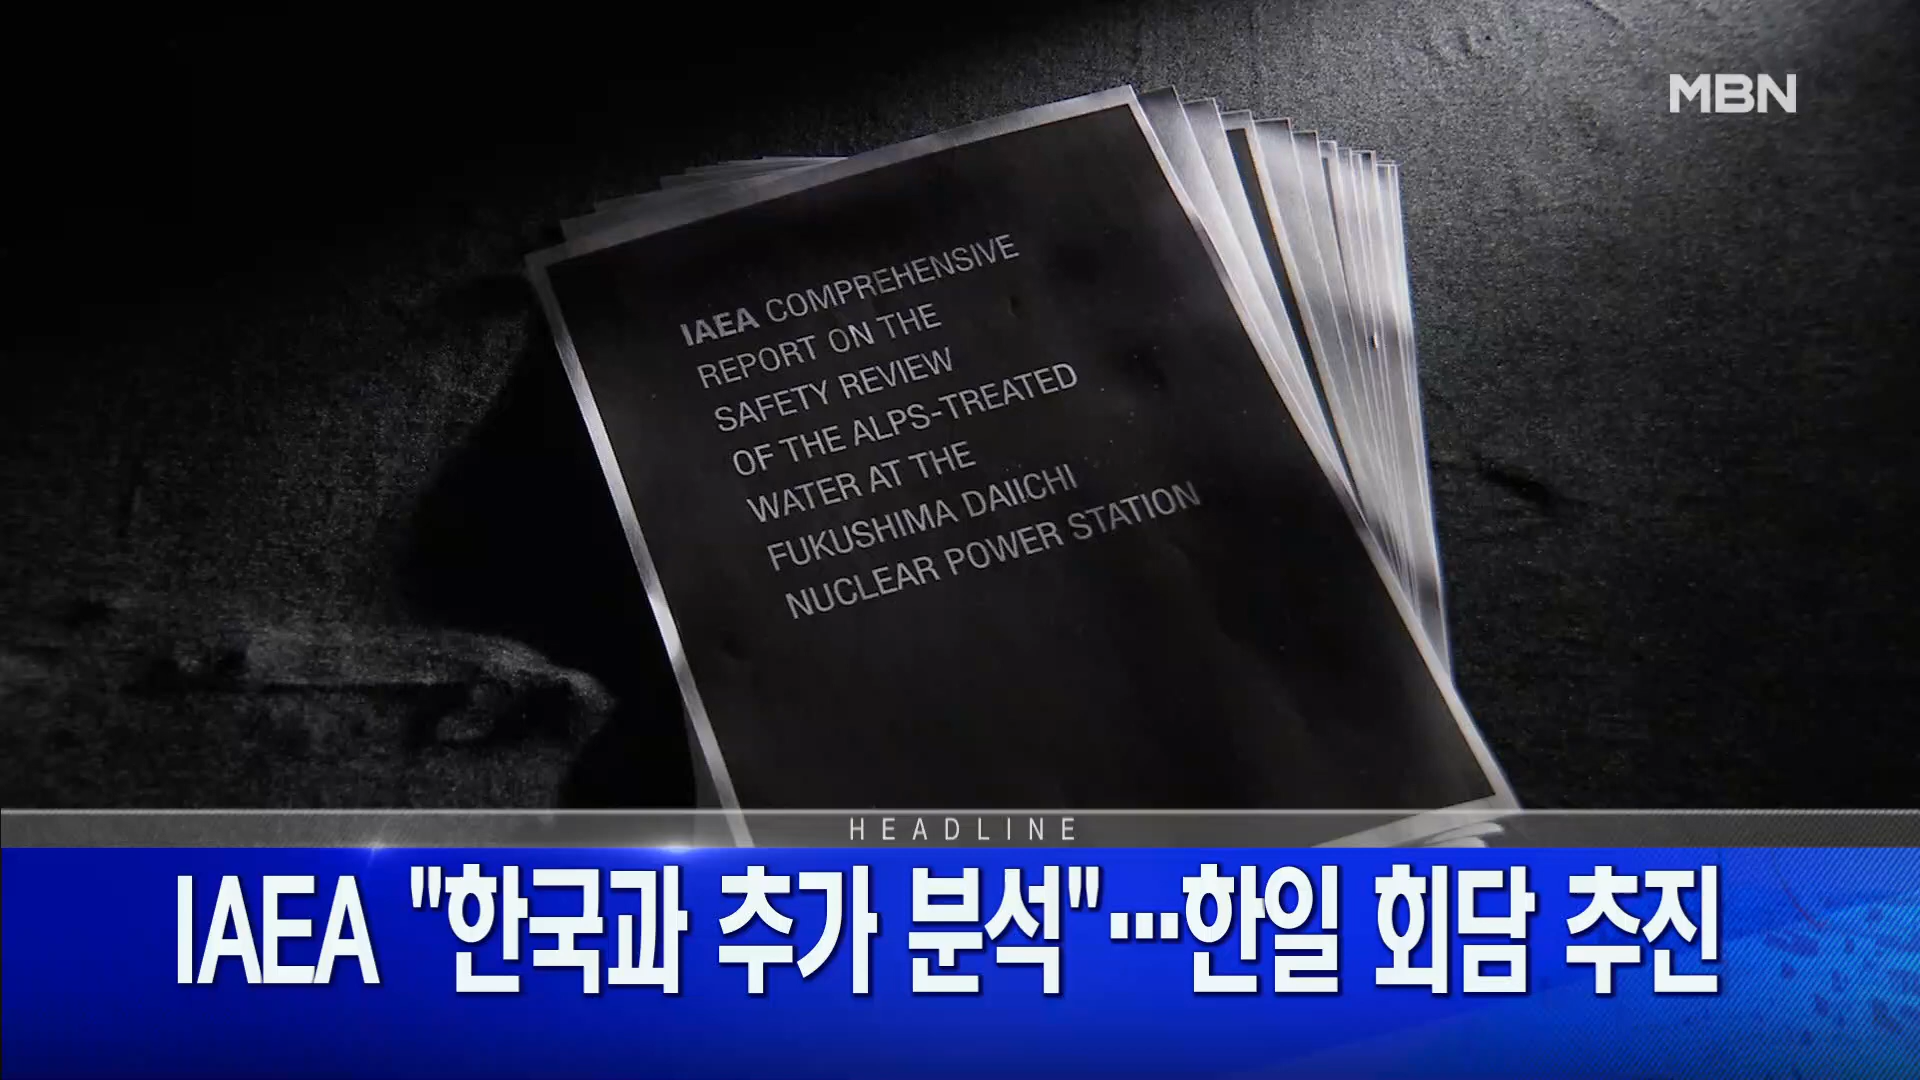 MBN
IAEA COMPREHENSIVE
REPORT ON THE
SAFETY REVIEW
OF THE ALPS-TREATED
WATER AT THE
FUKUSHIMA DAIICHI
NUCLEAR POWER STATION
HEADLINE
IAEA "한국과 추가 분석"…한일 회담 추진